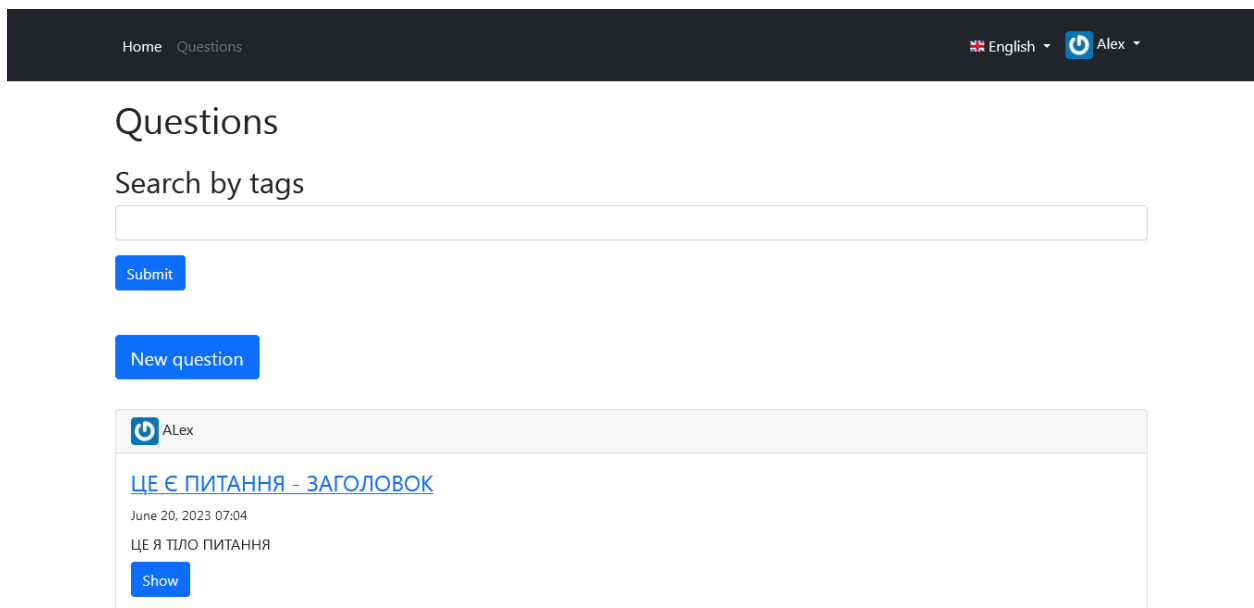 Home Questions English Alex
Questions
Search by tags
Submit
New question
ALex
ЦЕ Є ПИТАННЯ - ЗАГОЛОВОК
June 20, 2023 07:04
ЦЕ Я ТІЛО ПИТАННЯ
Show